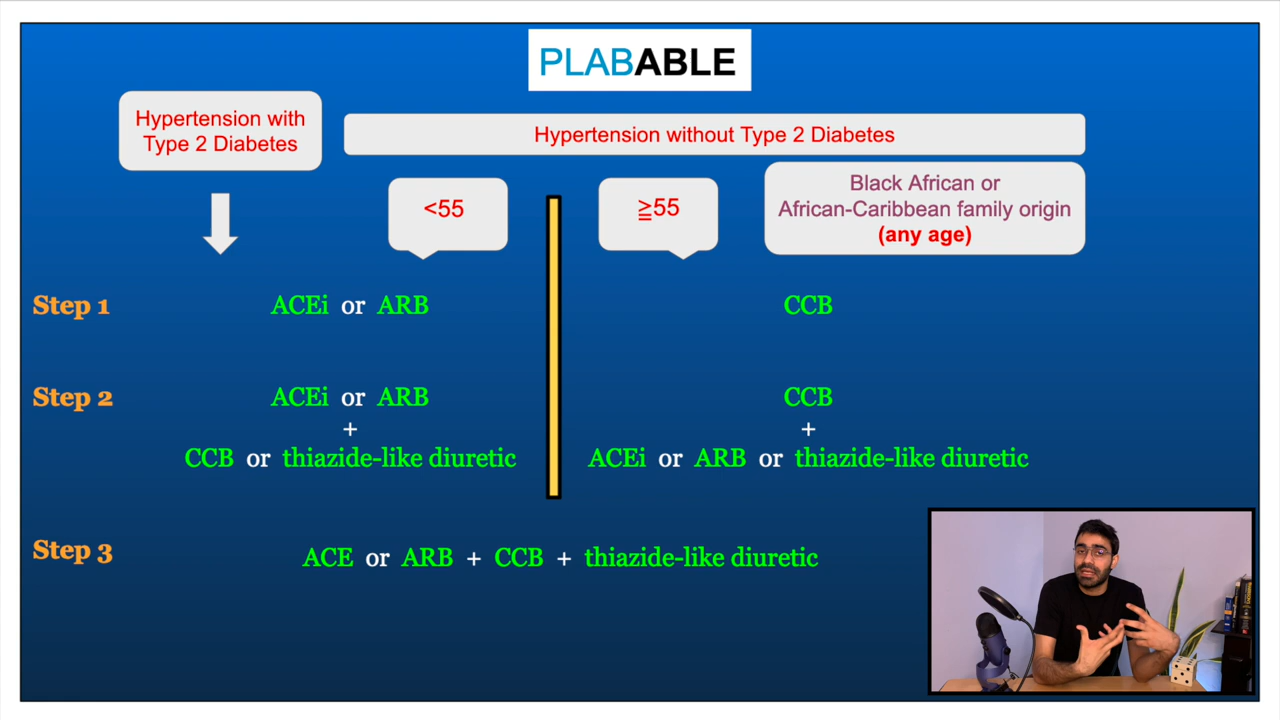 PLABABLE
Hypertension with
Type 2 Diabetes
Hypertension without Type 2 Diabetes
<55
≧55
Black African or
African-Caribbean family origin
(any age)
Step 1
ACEi or ARB
CCB
Step 2
ACEi or ARB
+
CCB or thiazide-like diuretic
CCB
+
ACEi or ARB or thiazide-like diuretic
Step 3
ACE or ARB + CCB + thiazide-like diuretic